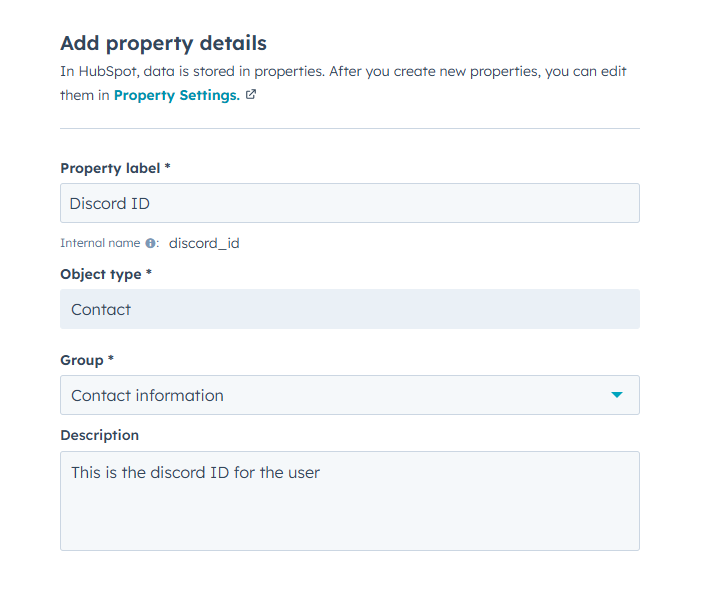 Add property details
In HubSpot, data is stored in properties. After you create new properties, you can edit
them in Property Settings.
Property label *
Discord ID
Internal name : discord_id
Object type *
Contact
Group *
Contact information
Description
This is the discord ID for the user